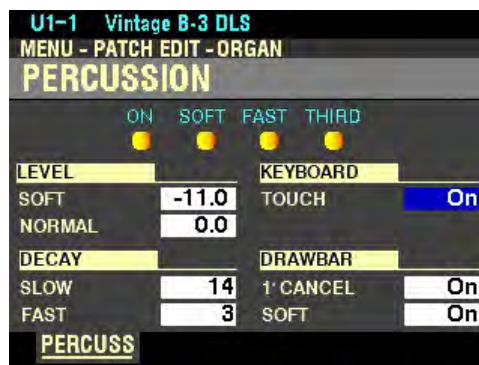 U1-1 Vintage B-3 DLS
MENU - PATCH EDIT - ORGAN
PERCUSSION
ON SOFT FAST THIRD
LEVEL
SOFT -11.0
NORMAL 0.0
KEYBOARD
TOUCH On
DECAY
SLOW 14
FAST 3
DRAWBAR
1' CANCEL On
SOFT On
PERCUSS